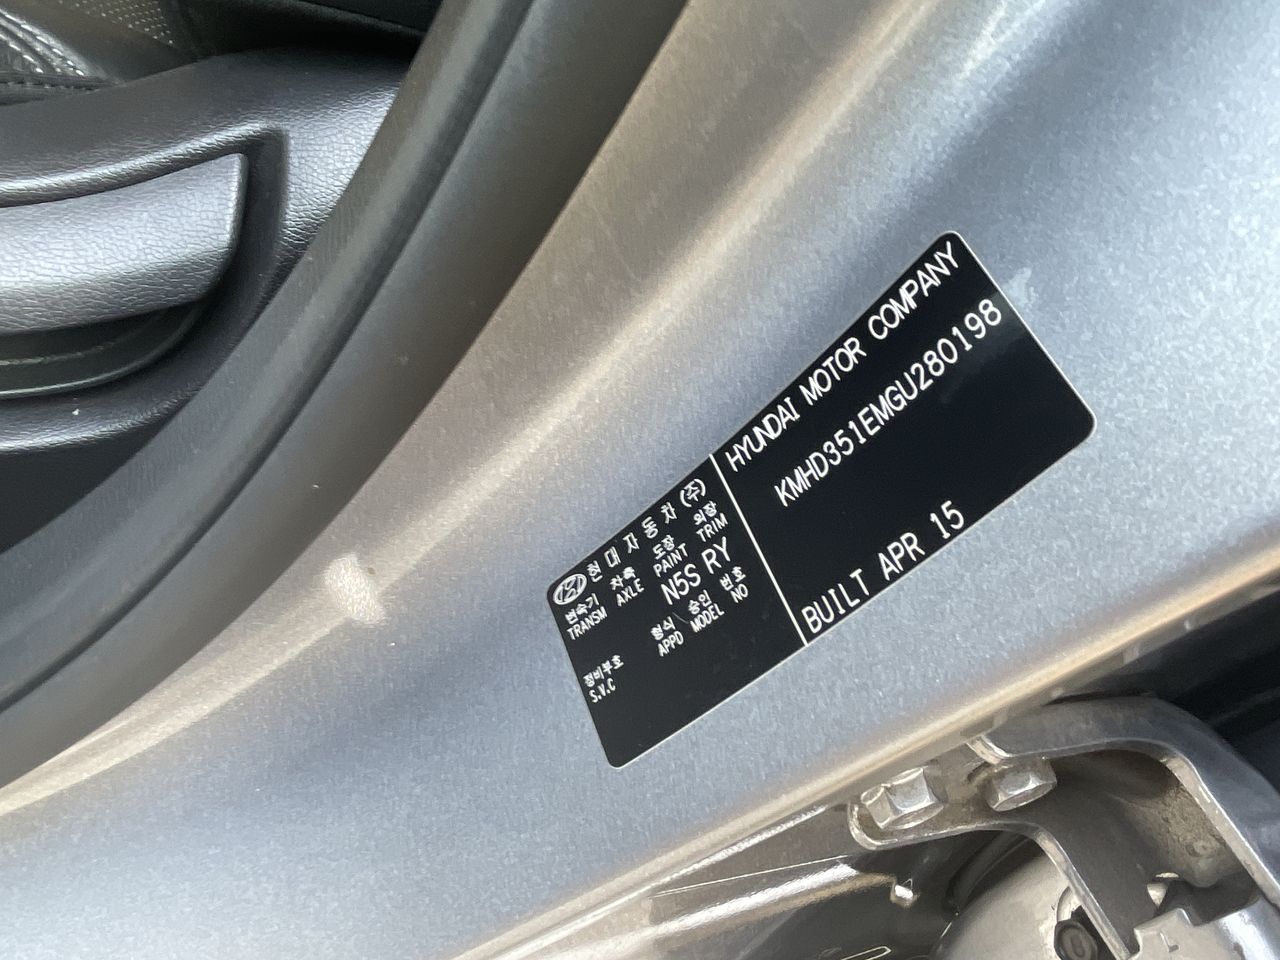 현대자동차(주)
변속기 차축 도장 외장
TRANSM AXLE PAINT TRIM
N5S RY
형식 승인 번호
APPD MODEL NO
정비부호
S.V.C
HYUNDAI MOTOR COMPANY
KMHD351EMGU280198
BUILT APR 15